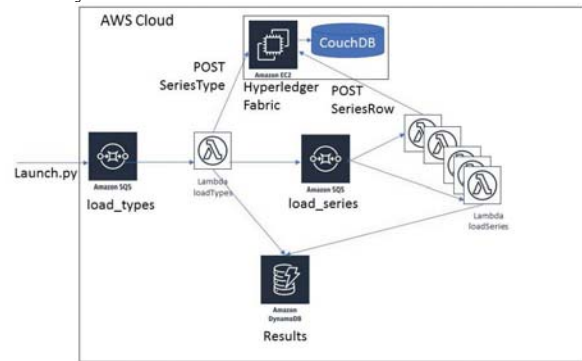 AWS Cloud
CouchDB
POST
SeriesType
Amazon EC2
Hyperledger
Fabric
POST
SeriesRow
Launch.py
Amazon SQS
load_types
Lambda
loadTypes
Amazon SQS
load_series
Lambda
loadSeries
Amazon
DynamoDB
Results